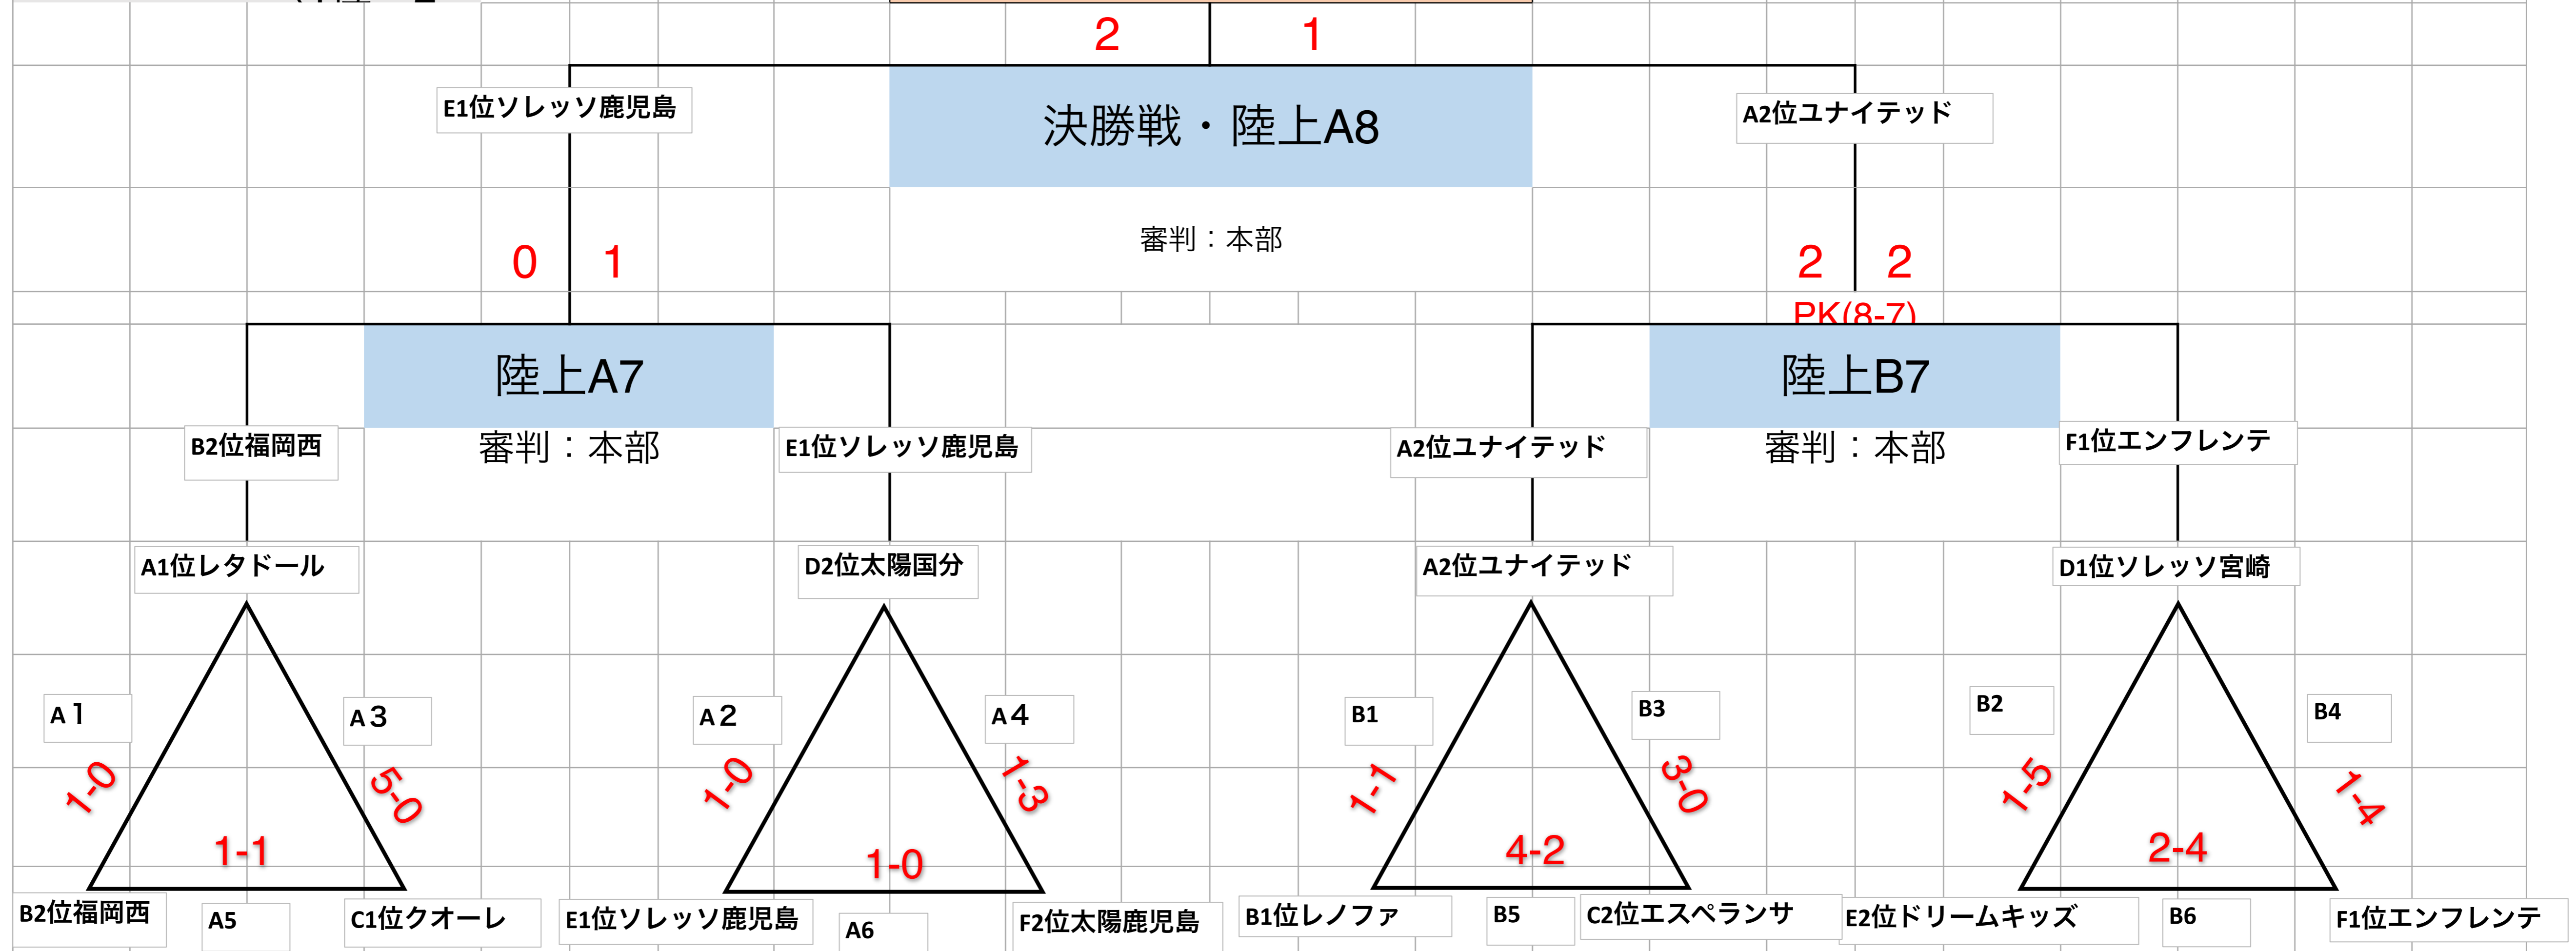 2 1
E1位ソレッソ鹿児島
決勝戦・陸上A8
A2位ユナイテッド
審判：本部
0 1
2 2
PK(8-7)
陸上A7
陸上B7
B2位福岡西
審判：本部
E1位ソレッソ鹿児島
A2位ユナイテッド
審判：本部
F1位エンフレンテ
A1位レタドール
D2位太陽国分
A2位ユナイテッド
D1位ソレッソ宮崎
A１
A３
A２
A４
B1
B3
B2
B4
1-0
5-0
1-0
1-3
1-1
3-0
1-5
1-4
1-1
1-0
4-2
2-4
B2位福岡西
A5
C1位クオーレ
E1位ソレッソ鹿児島
A6
F2位太陽鹿児島
B1位レノファ
B5
C2位エスペランサ
E2位ドリームキッズ
B6
F1位エンフレンテ